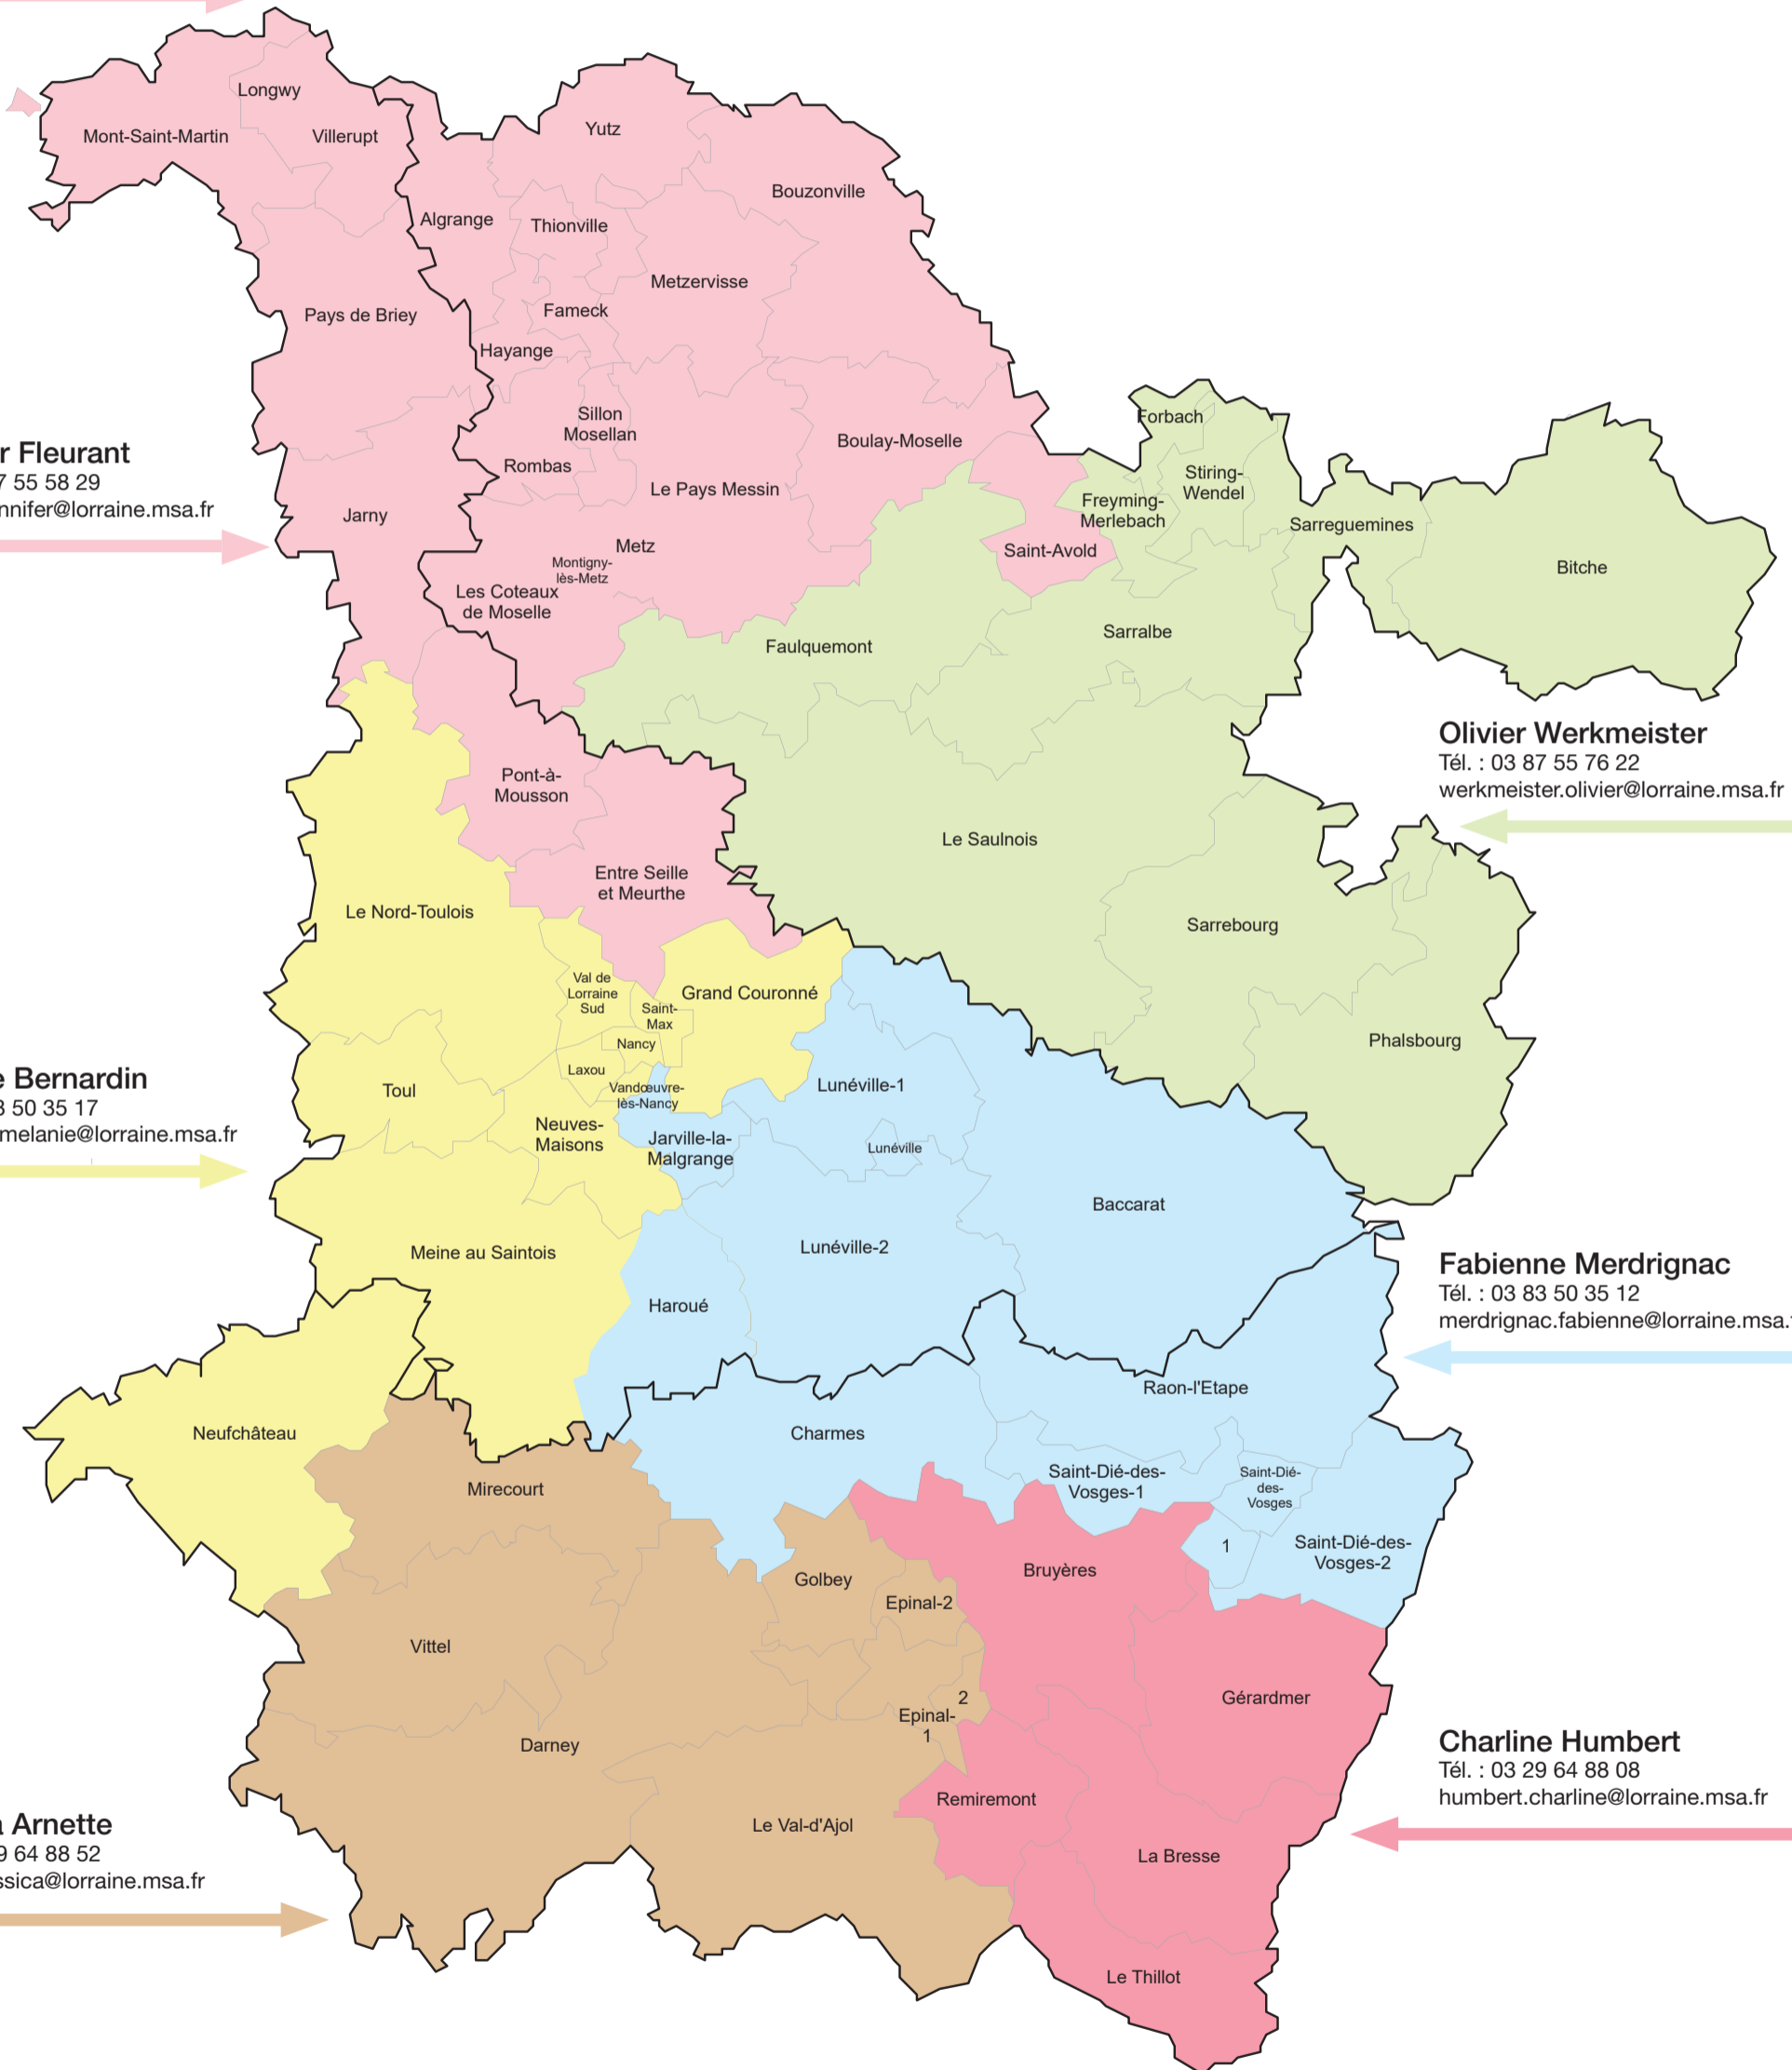 Longwy
Mont-Saint-Martin
Villerupt
Yutz
Bouzonville
Algrange
Thionville
Metzervisse
Pays de Briey
Fameck
Hayange
Sillon
Mosellan
Rombas
Boulay-Moselle
Le Pays Messin
Jarny
Metz
Montigny-
lès-Metz
Les Coteaux
de Moselle
Saint-Avold
Forbach
Stiring-
Wendel
Freyming-
Merlebach
Sarreguemines
Bitche
Faulquemont
Sarralbe
r Fleurant
7 55 58 29
nnifer@lorraine.msa.fr
Olivier Werkmeister
Tél. : 03 87 55 76 22
werkmeister.olivier@lorraine.msa.fr
Pont-à-
Mousson
Entre Seille
et Meurthe
Le Saulnois
Sarrebourg
Phalsbourg
Le Nord-Toulois
Val de
Lorraine
Sud
Saint-
Max
Grand Couronné
Nancy
Laxou
Vandœuvre-
lès-Nancy
Toul
Neuves-
Maisons
Jarville-la-
Malgrange
Lunéville-1
Lunéville
Baccarat
Lunéville-2
Meine au Saintois
Haroué
e Bernardin
3 50 35 17
melanie@lorraine.msa.fr
Fabienne Merdrignac
Tél. : 03 83 50 35 12
merdrignac.fabienne@lorraine.msa.
Neufchâteau
Mirecourt
Charmes
Raon-l'Etape
Saint-Dié-des-
Vosges-1
Saint-Dié-
des-
Vosges
1
Saint-Dié-des-
Vosges-2
Golbey
Epinal-2
Bruyères
Vittel
Darney
2
Epinal-
1
Gérardmer
Remiremont
Le Val-d'Ajol
La Bresse
Le Thillot
a Arnette
9 64 88 52
ssica@lorraine.msa.fr
Charline Humbert
Tél. : 03 29 64 88 08
humbert.charline@lorraine.msa.fr